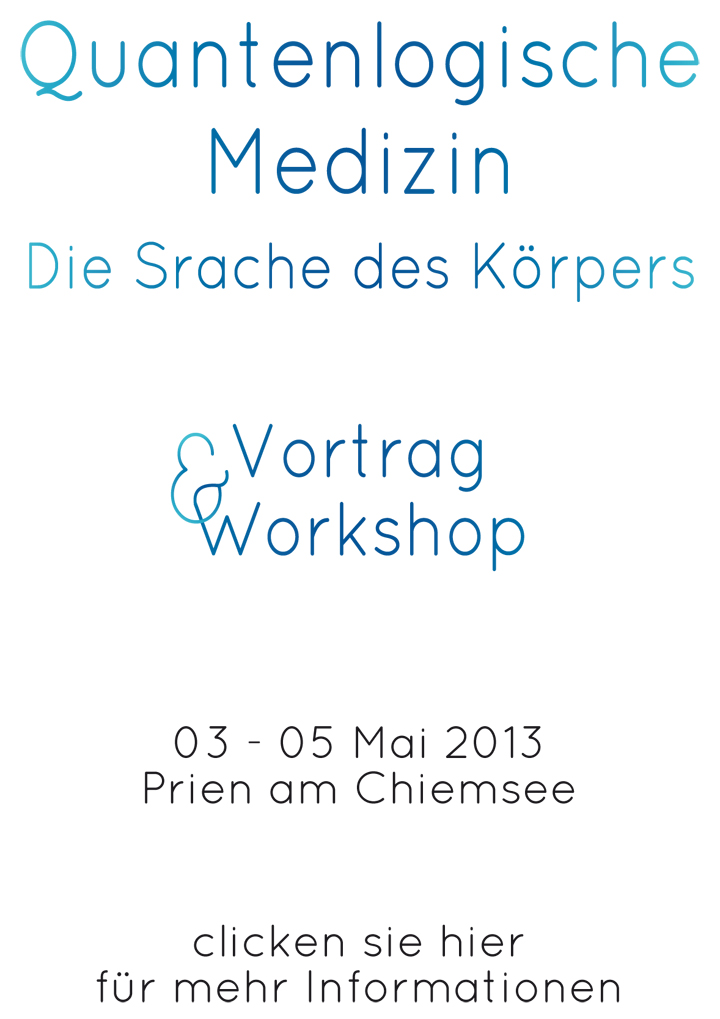 Quantenlogische
Medizin
Die Srache des Körpers
Vortrag
& Workshop
03 - 05 Mai 2013
Prien am Chiemsee
clicken sie hier
für mehr Informationen